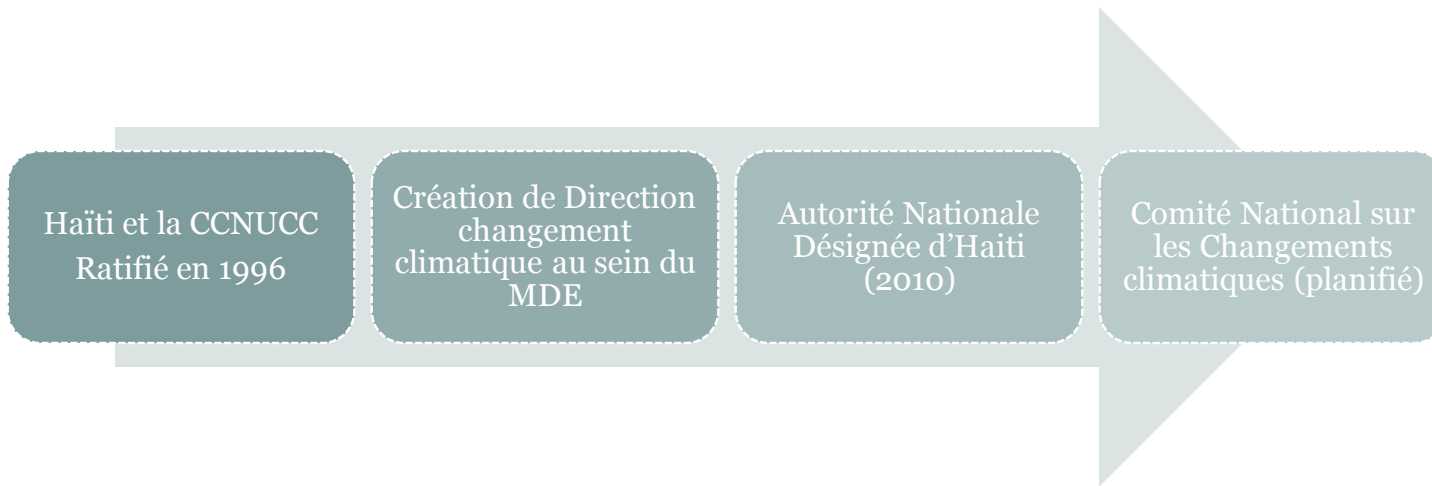 Haïti et la CCNUCC
Ratifié en 1996
Création de Direction
changement
climatique au sein du
MDE
Autorité Nationale
Désignée d’Haiti
(2010)
Comité National sur
les Changements
climatiques (planifié)